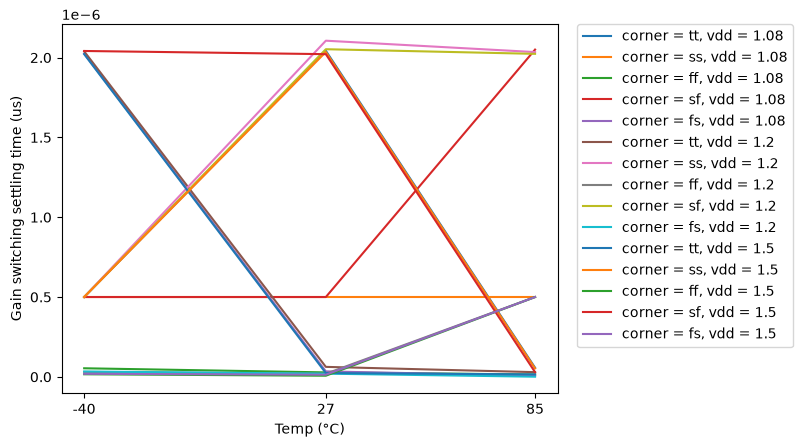 1e−6
2.0
1.5
1.0
0.5
0.0
Gain switching settling time (us)
-40
27
85
Temp (°C)
corner = tt, vdd = 1.08
corner = ss, vdd = 1.08
corner = ff, vdd = 1.08
corner = sf, vdd = 1.08
corner = fs, vdd = 1.08
corner = tt, vdd = 1.2
corner = ss, vdd = 1.2
corner = ff, vdd = 1.2
corner = sf, vdd = 1.2
corner = fs, vdd = 1.2
corner = tt, vdd = 1.5
corner = ss, vdd = 1.5
corner = ff, vdd = 1.5
corner = sf, vdd = 1.5
corner = fs, vdd = 1.5